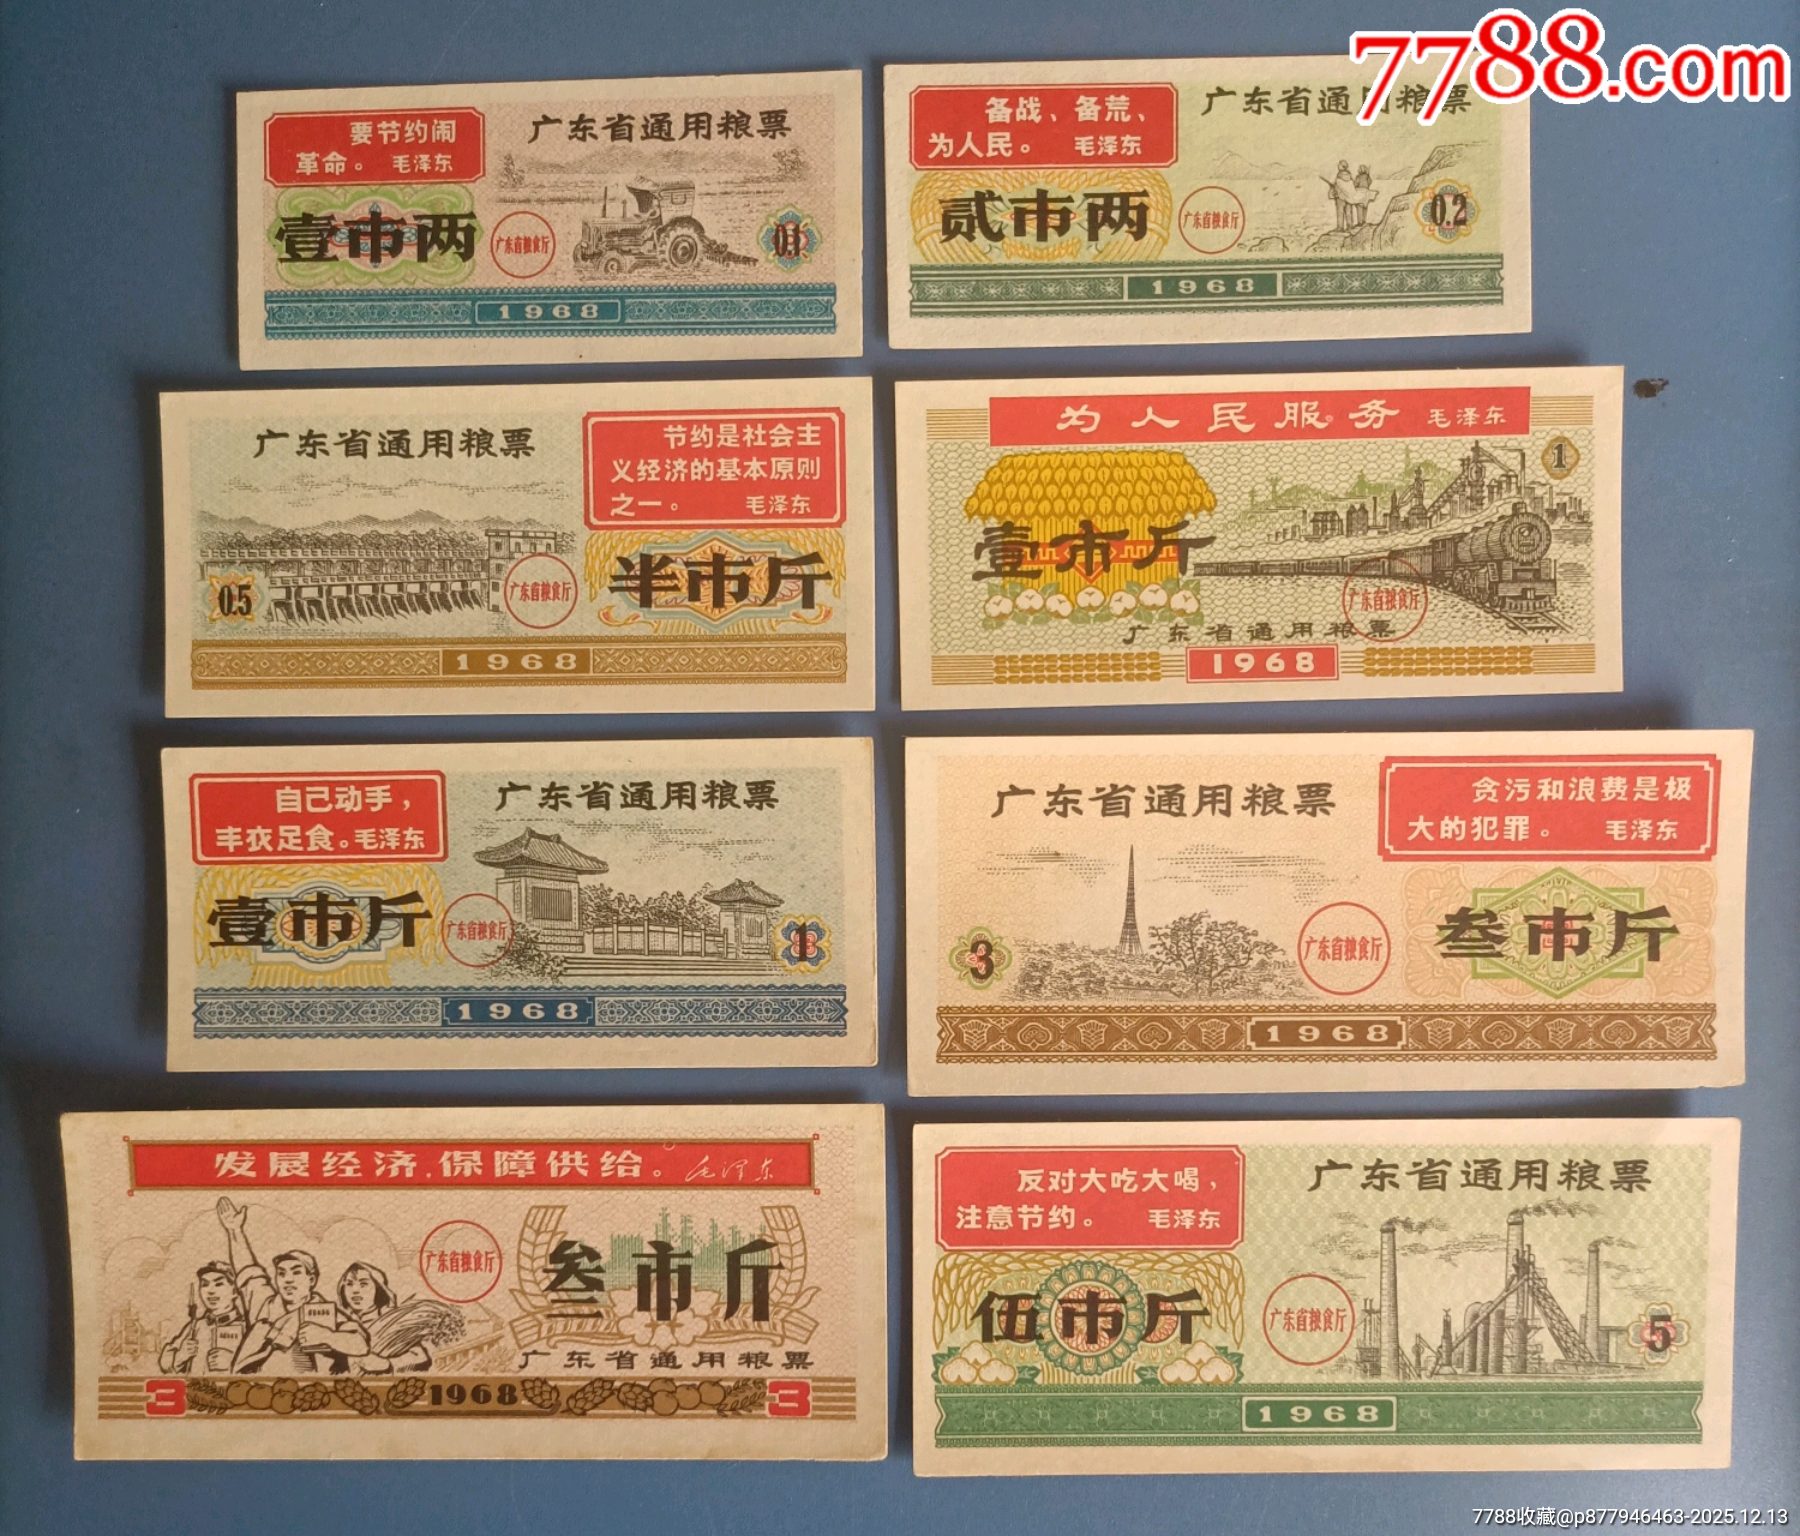 7788.com
要节约闹
革命。 毛泽东
广东省通用粮票
壹市两
广东省粮食厅
0.1
1968
备战、备荒、
为人民。 毛泽东
广东省通用粮票
贰市两
广东省粮食厅
0.2
1968
广东省通用粮票
节约是社会主
义经济的基本原则
之一。 毛泽东
0.5
广东省粮食厅
半市斤
1968
为人民服务 毛泽东
1
壹市斤
广东省粮食厅
广东省通用粮票
1968
自己动手，
丰衣足食。毛泽东
广东省通用粮票
壹市斤
广东省粮食厅
1
1968
广东省通用粮票
贪污和浪费是极
大的犯罪。 毛泽东
3
广东省粮食厅
叁市斤
1968
发展经济,保障供给。 毛泽东
广东省粮食厅
叁市斤
广东省通用粮票
3 1968 3
反对大吃大喝，
注意节约。 毛泽东
广东省通用粮票
伍市斤
广东省粮食厅
5
1968
7788收藏@p877946463-2025.12.13